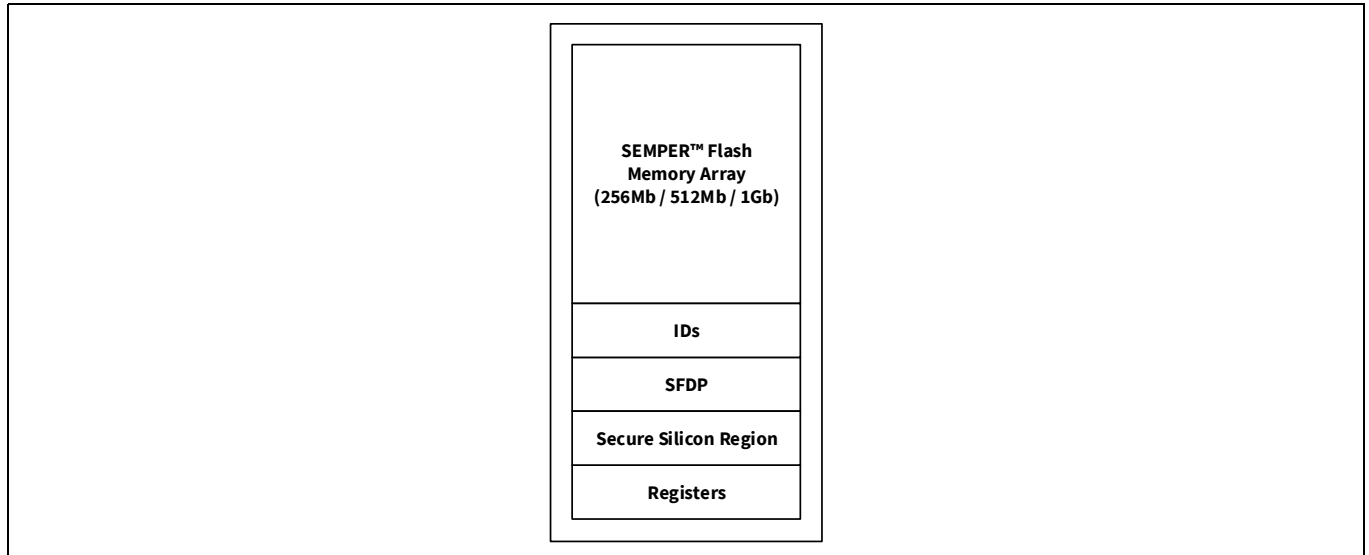 SEMPER™ Flash
Memory Array
(256Mb / 512Mb / 1Gb)
IDs
SFDP
Secure Silicon Region
Registers